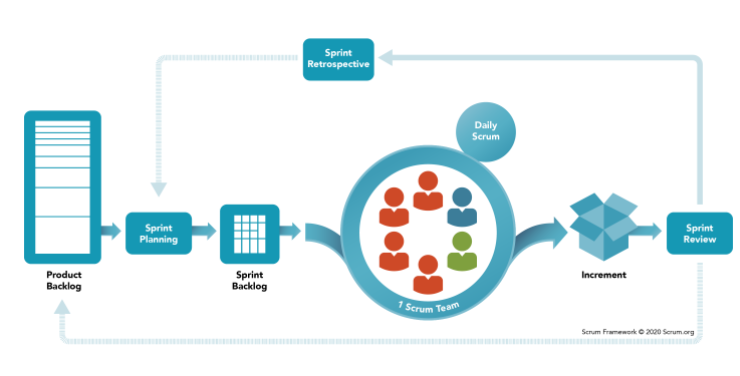 Sprint
Retrospective
Daily
Scrum
Sprint
Planning
Sprint
Review
Product
Backlog
Sprint
Backlog
Increment
1 Scrum Team
Scrum Framework © 2020 Scrum.org